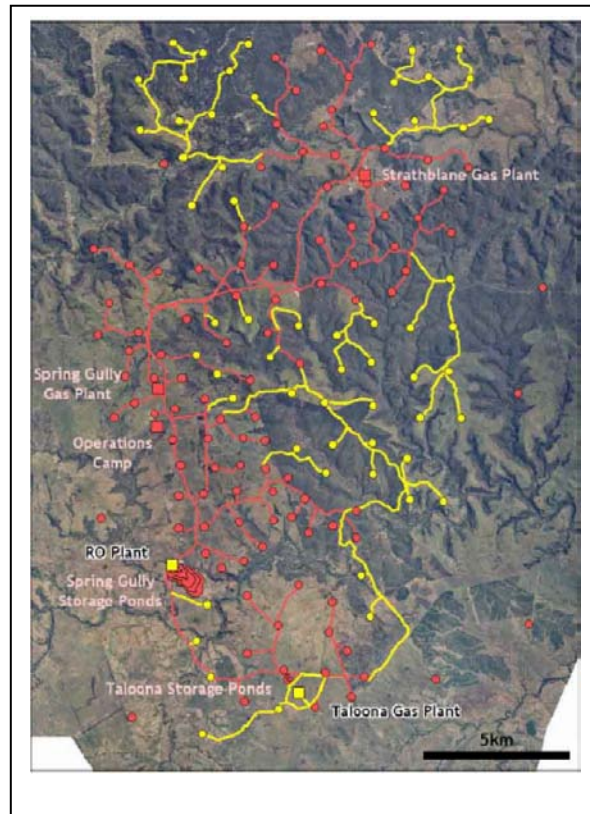 Strathblane Gas Plant
Spring Gully
Gas Plant
Operations
Camp
RO Plant
Spring Gully
Storage Ponds
Taloona Storage Ponds
Taloona Gas Plant
5km